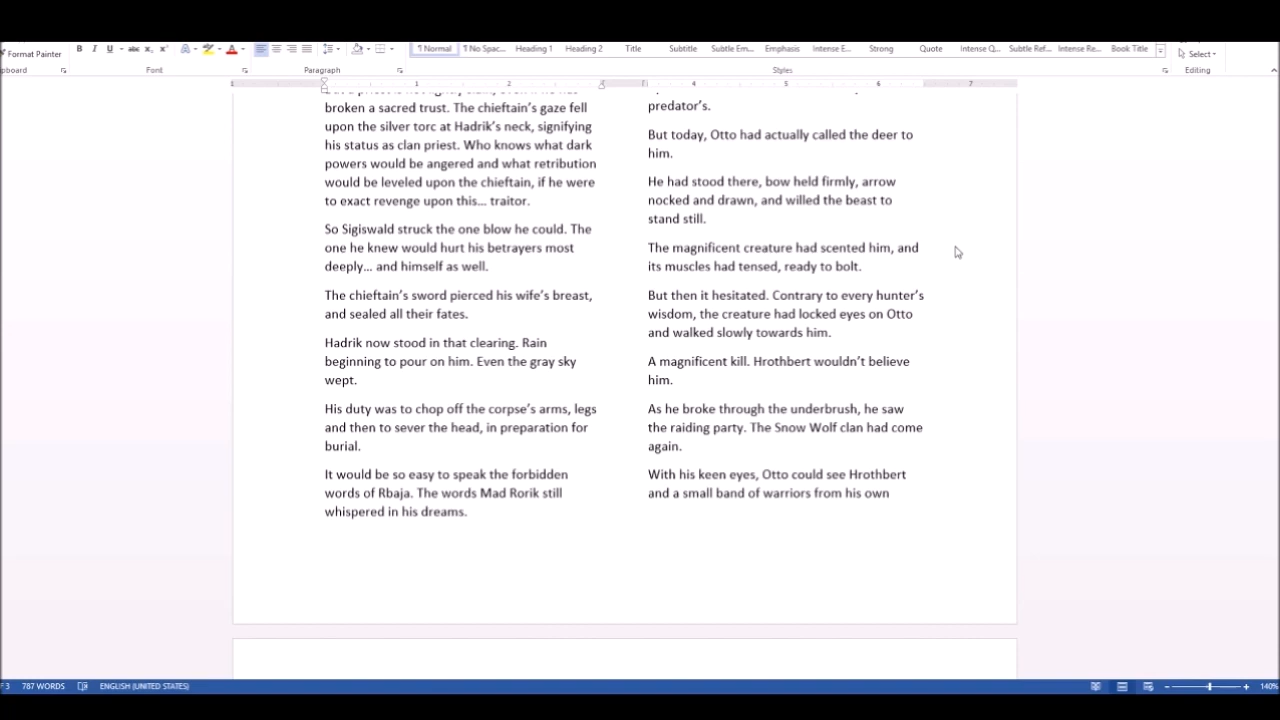 Format Painter
B I U abc x₂ x² A A
¶ Normal ¶ No Spac... Heading 1 Heading 2 Title Subtitle Subtle Em... Emphasis Intense E... Strong Quote Intense Q... Subtle Ref... Intense Re... Book Title
Select
pboard Font Paragraph Styles Editing
1 1 2 4 5 6 7
broken a sacred trust. The chieftain's gaze fell
upon the silver torc at Hadrik's neck, signifying
his status as clan priest. Who knows what dark
powers would be angered and what retribution
would be leveled upon the chieftain, if he were
to exact revenge upon this... traitor.
So Sigiswald struck the one blow he could. The
one he knew would hurt his betrayers most
deeply... and himself as well.
The chieftain's sword pierced his wife's breast,
and sealed all their fates.
Hadrik now stood in that clearing. Rain
beginning to pour on him. Even the gray sky
wept.
His duty was to chop off the corpse's arms, legs
and then to sever the head, in preparation for
burial.
It would be so easy to speak the forbidden
words of Rbaja. The words Mad Rorik still
whispered in his dreams.
predator's.
But today, Otto had actually called the deer to
him.
He had stood there, bow held firmly, arrow
nocked and drawn, and willed the beast to
stand still.
The magnificent creature had scented him, and
its muscles had tensed, ready to bolt.
But then it hesitated. Contrary to every hunter's
wisdom, the creature had locked eyes on Otto
and walked slowly towards him.
A magnificent kill. Hrothbert wouldn't believe
him.
As he broke through the underbrush, he saw
the raiding party. The Snow Wolf clan had come
again.
With his keen eyes, Otto could see Hrothbert
and a small band of warriors from his own
F 3 787 WORDS ENGLISH (UNITED STATES) 140%